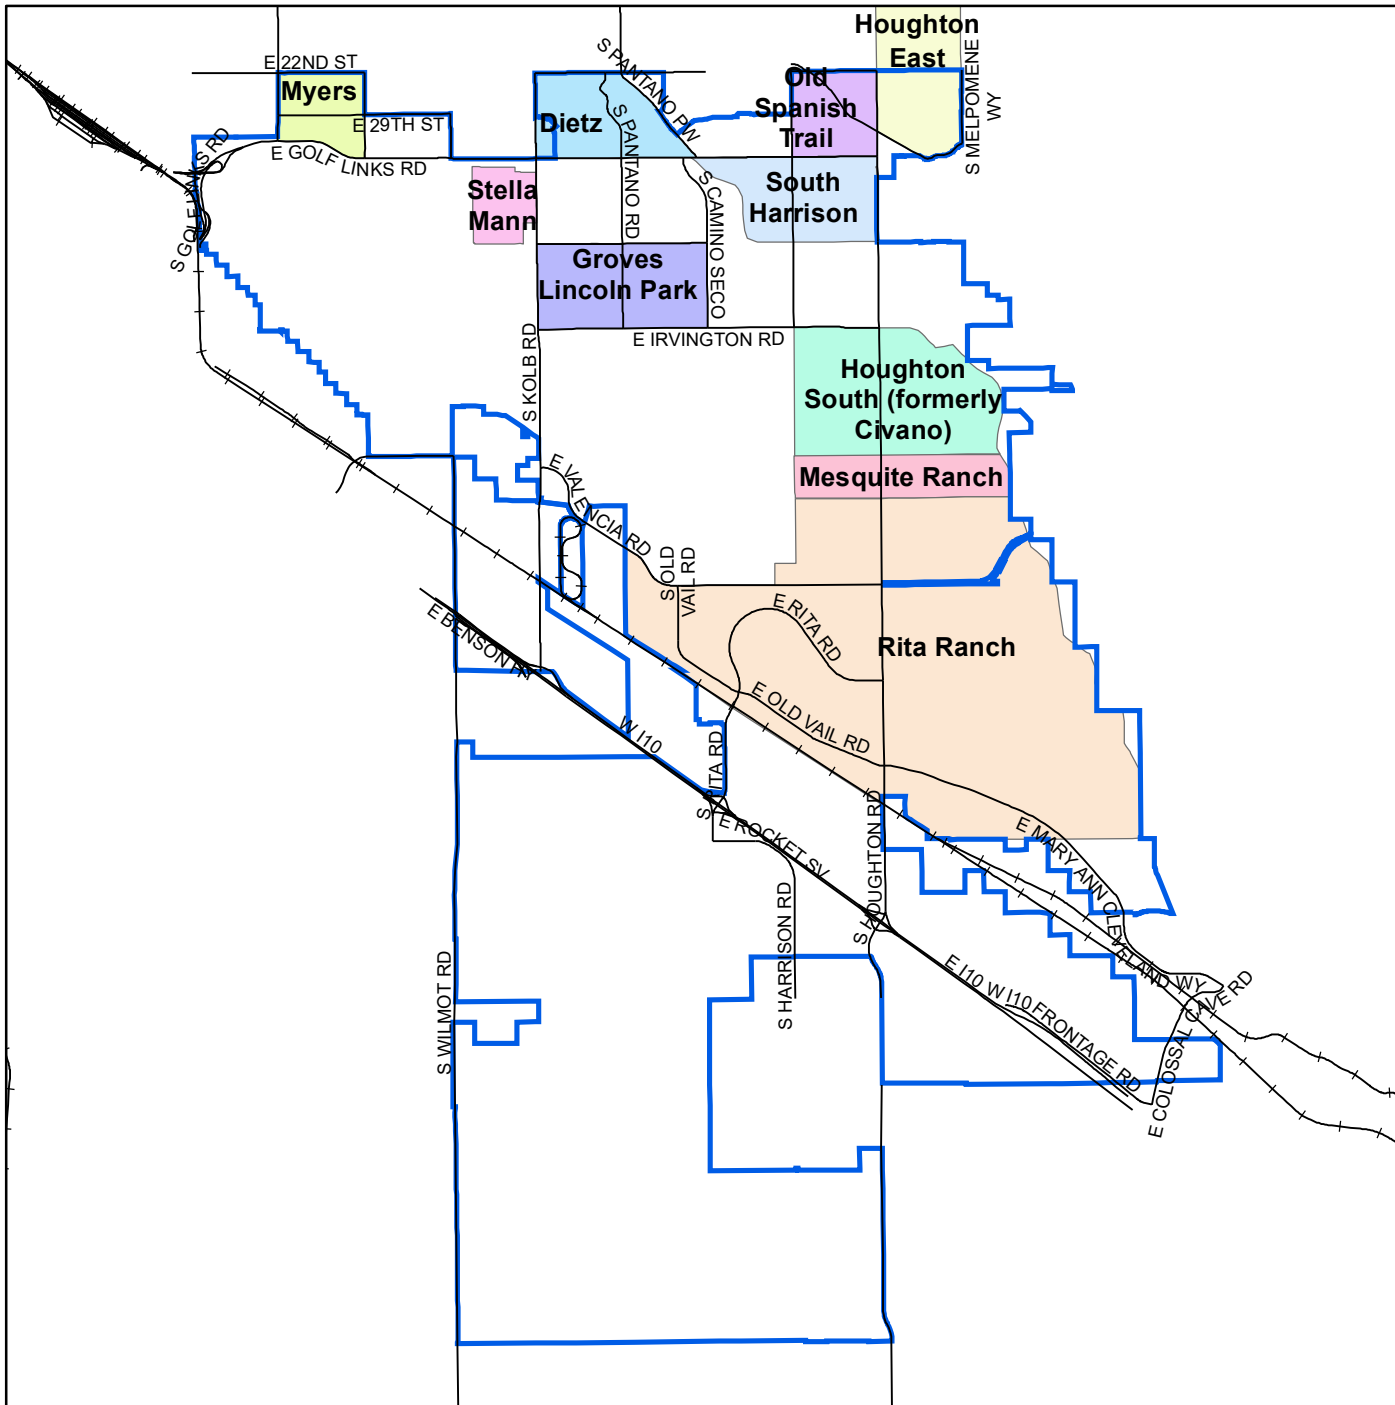 Houghton
East
S PANTANO PW
S MELPOMENE
WY
E 22ND ST
Myers
Old
Spanish
Trail
E 29TH ST
Dietz
S PANTANO RD
E GOLF LINKS RD
S GOLF LINKS RD
Stella
Mann
S CAMINO SECO
South
Harrison
Groves
Lincoln Park
E IRVINGTON RD
S KOLB RD
Houghton
South (formerly
Civano)
Mesquite Ranch
E VALENCIA RD
S OLD
VAIL RD
E RITA RD
E BENSON HY
Rita Ranch
E OLD VAIL RD
W I10
S RITA RD
E ROCKET SV
S HOUGHTON RD
E MARY ANN CLEVELAND WY
S HARRISON RD
S WILMOT RD
E I10
W I10 FRONTAGE RD
E COLOSSAL CAVE RD